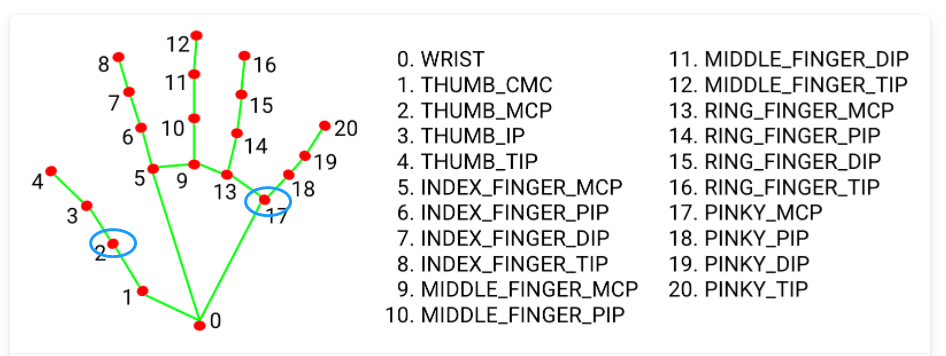 12
8
16
11
7
15
10
20
6
14
19
4
5
9
13
18
3
17
2
1
0
0. WRIST
1. THUMB_CMC
2. THUMB_MCP
3. THUMB_IP
4. THUMB_TIP
5. INDEX_FINGER_MCP
6. INDEX_FINGER_PIP
7. INDEX_FINGER_DIP
8. INDEX_FINGER_TIP
9. MIDDLE_FINGER_MCP
10. MIDDLE_FINGER_PIP
11. MIDDLE_FINGER_DIP
12. MIDDLE_FINGER_TIP
13. RING_FINGER_MCP
14. RING_FINGER_PIP
15. RING_FINGER_DIP
16. RING_FINGER_TIP
17. PINKY_MCP
18. PINKY_PIP
19. PINKY_DIP
20. PINKY_TIP